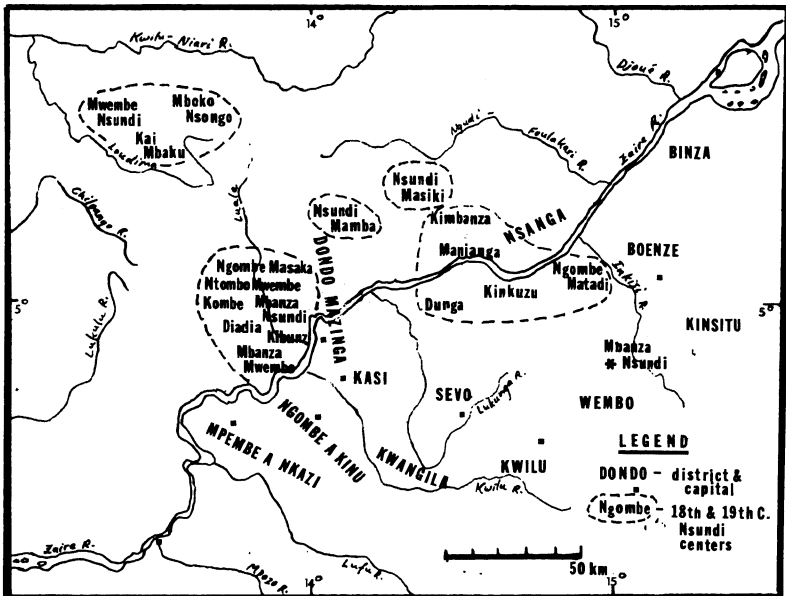 14°
15°
Kwilu-Niari R.
Djoué R.
Mwembe
Nsundi
Mboko
Nsongo
Kai
Mbaku
Loudima
Ngudi-
Foulakari R.
Zaire R.
BINZA
Nsundi
Masiki
Luala
Nsundi
Mamba
Kimbanza
NSANGA
Manianga
BOENZE
Ngombe
Matadi
Inkisi R.
Dunga
Kinkuzu
DONDO MAZINGA
Ngombe Masaka
Ntombo Mwembe
Kombe
Mbanza
Nsundi
Diadia
Kibunzi
Mbanza
Mwembe
Chiloango R.
Lukulu R.
5°
5°
KINSITU
Mbanza
* Nsundi
KASI
SEVO
Lukunga R.
WEMBO
NGOMBE A KINU
MPEMBE A NKAZI
KWANGILA
KWILU
Kwilu R.
LEGEND
DONDO – district &
capital
Ngombe – 18th & 19th C.
Nsundi
centers
Zaire R.
Mpozo R.
Lufu R.
14°
50 km
15°